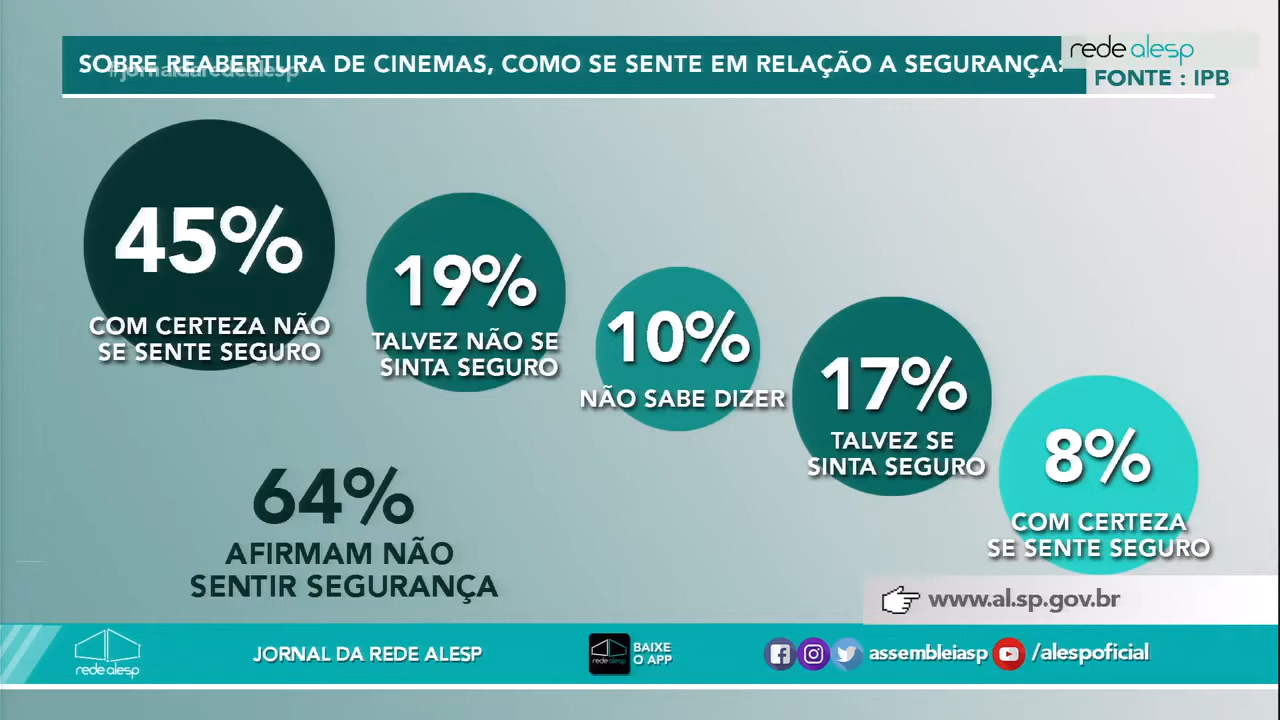 SOBRE REABERTURA DE CINEMAS, COMO SE SENTE EM RELAÇÃO A SEGURANÇA:
#jornaldaredealesp
rede alesp
FONTE : IPB
45%
COM CERTEZA NÃO
SE SENTE SEGURO
19%
TALVEZ NÃO SE
SINTA SEGURO
10%
NÃO SABE DIZER
17%
TALVEZ SE
SINTA SEGURO
8%
COM CERTEZA
SE SENTE SEGURO
64%
AFIRMAM NÃO
SENTIR SEGURANÇA
www.al.sp.gov.br
rede alesp
JORNAL DA REDE ALESP
rede alesp
BAIXE
O APP
assembleiasp
/alespoficial